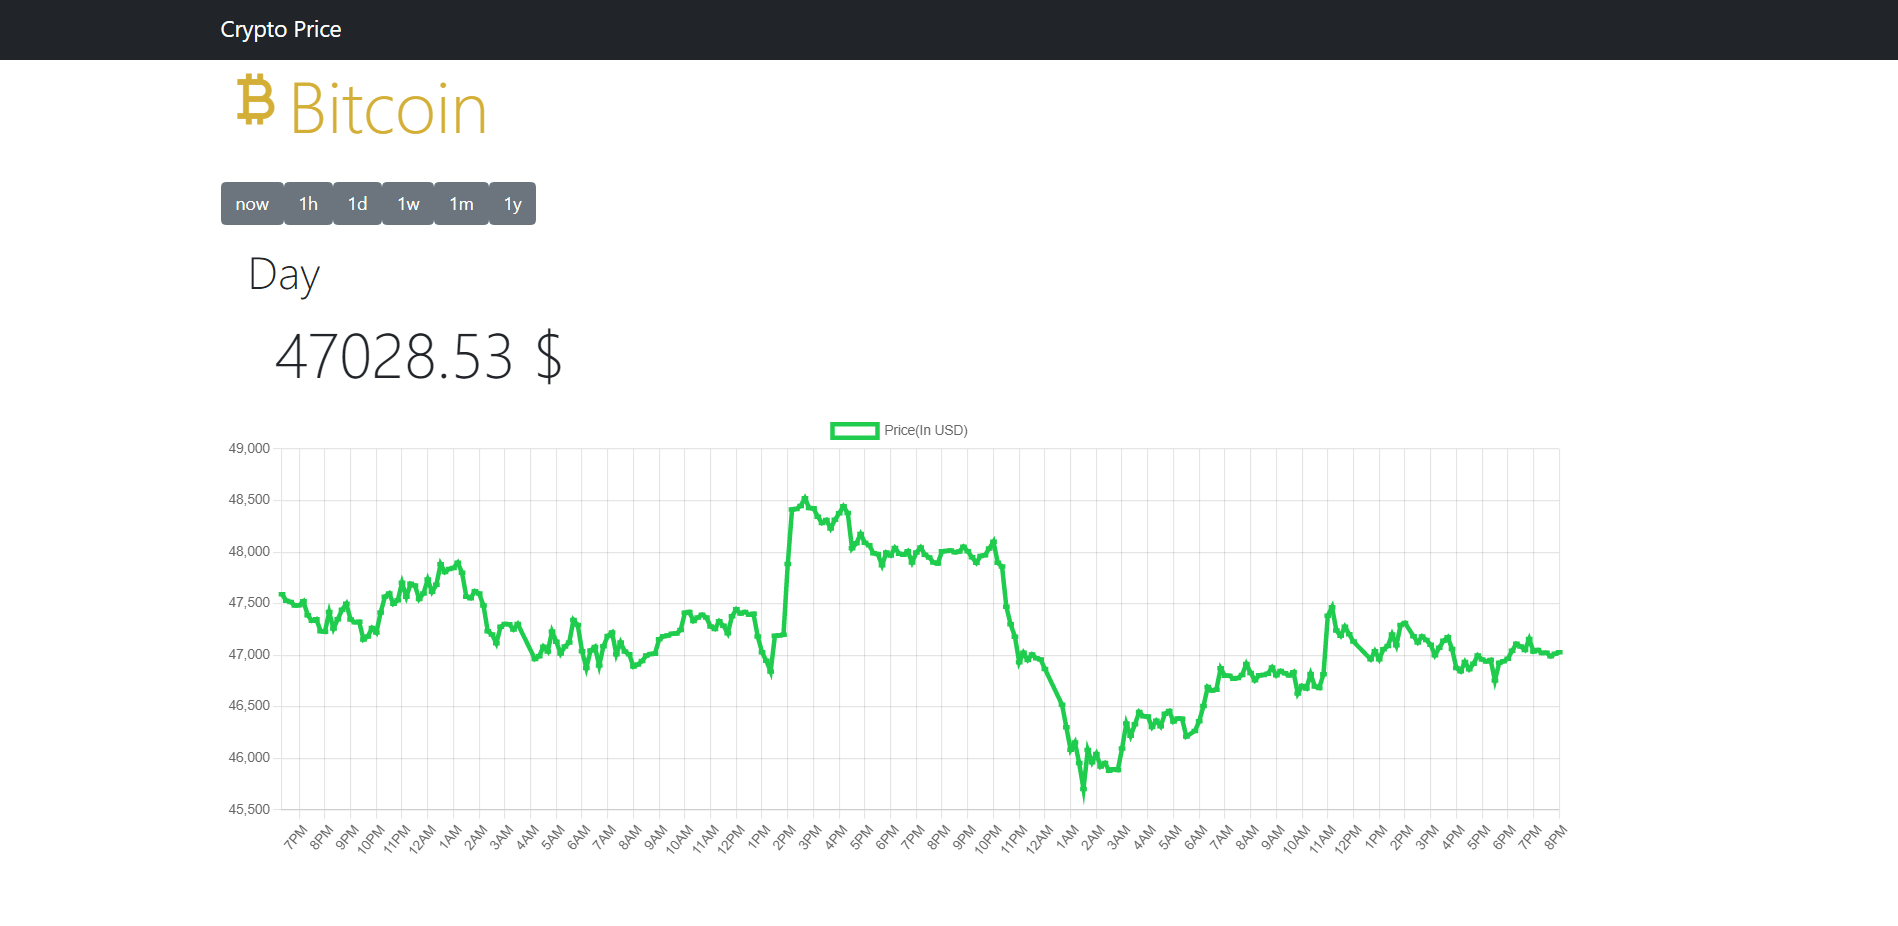 Crypto Price
Bitcoin
now 1h 1d 1w 1m 1y
Day
47028.53 $
Price(In USD)
49,000
48,500
48,000
47,500
47,000
46,500
46,000
45,500
7PM 8PM 9PM 10PM 11PM 12AM 1AM 2AM 3AM 4AM 5AM 6AM 7AM 8AM 9AM 10AM 11AM 12PM 1PM 2PM 3PM 4PM 5PM 6PM 7PM 8PM 9PM 10PM 11PM 12AM 1AM 2AM 3AM 4AM 5AM 6AM 7AM 8AM 9AM 10AM 11AM 12PM 1PM 2PM 3PM 4PM 5PM 6PM 7PM 8PM